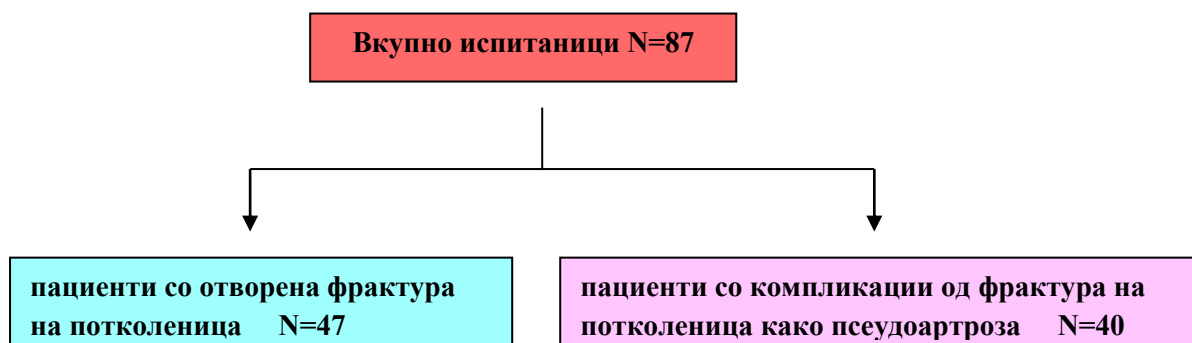 Вкупно испитаници N=87
пациенти со отворена фрактура
на потколеница N=47
пациенти со компликации од фрактура на
потколеница како псеудоартроза N=40